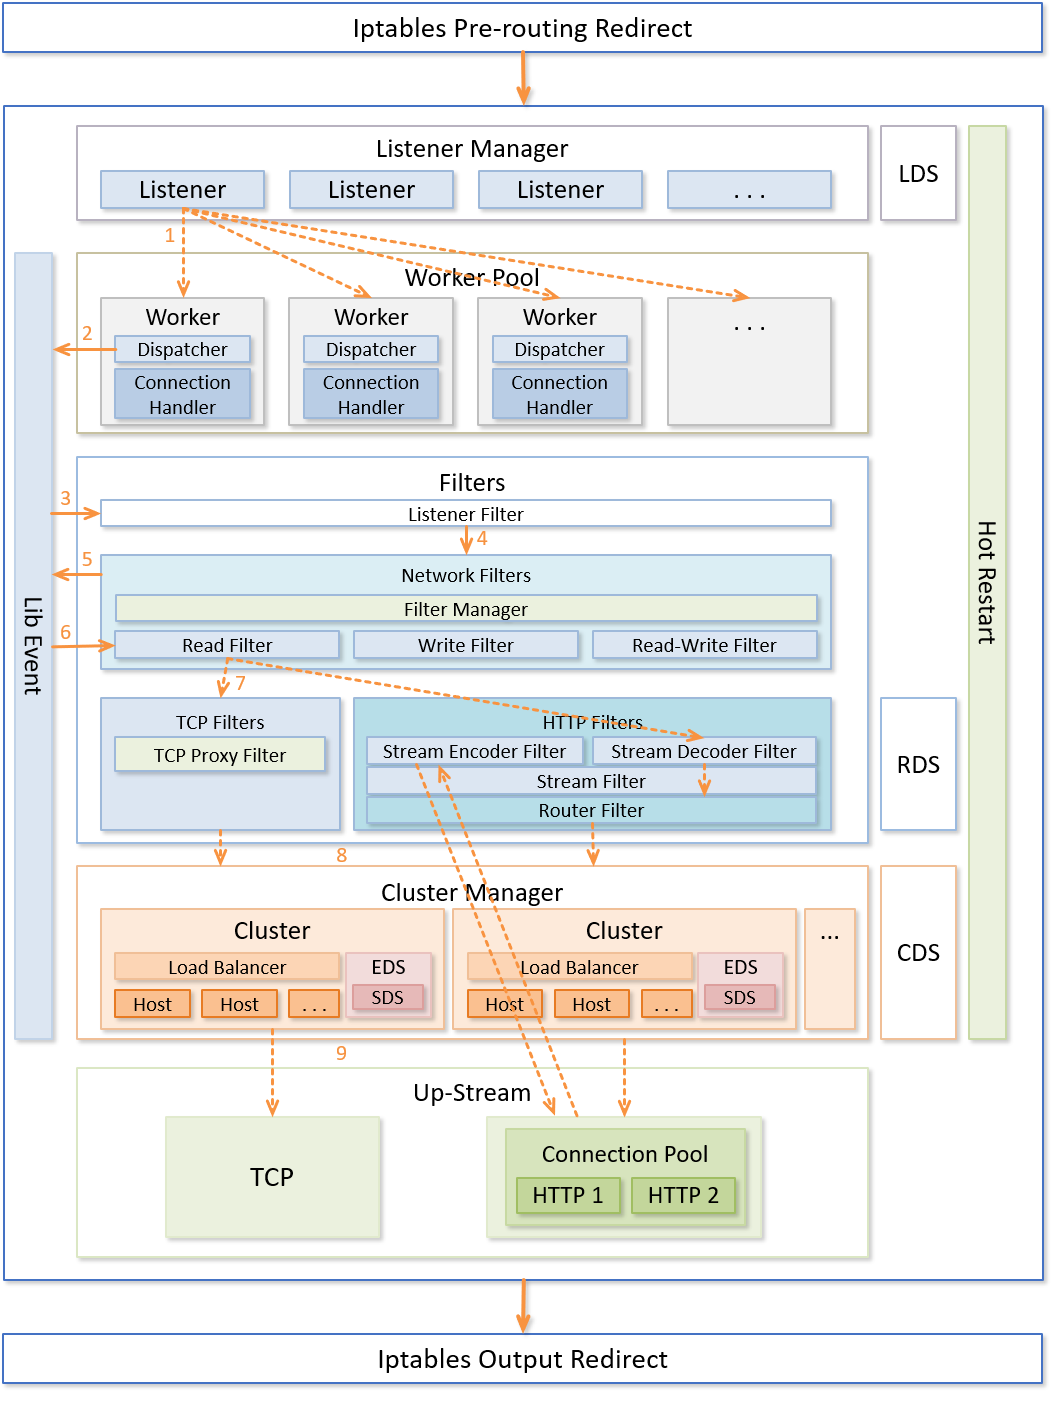 Iptables Pre-routing Redirect
Listener Manager
Listener
Listener
Listener
. . .
LDS
1
Worker Pool
Worker
Dispatcher
Connection
Handler
Worker
Dispatcher
Connection
Handler
Worker
Dispatcher
Connection
Handler
. . .
2
Lib Event
Hot Restart
Filters
3
Listener Filter
4
5
Network Filters
Filter Manager
6
Read Filter
Write Filter
Read-Write Filter
7
TCP Filters
TCP Proxy Filter
HTTP Filters
Stream Encoder Filter
Stream Decoder Filter
Stream Filter
Router Filter
RDS
8
Cluster Manager
Cluster
Load Balancer
Host
Host
. . .
EDS
SDS
Cluster
Load Balancer
Host
Host
. . .
EDS
SDS
...
CDS
9
Up-Stream
TCP
Connection Pool
HTTP 1
HTTP 2
Iptables Output Redirect